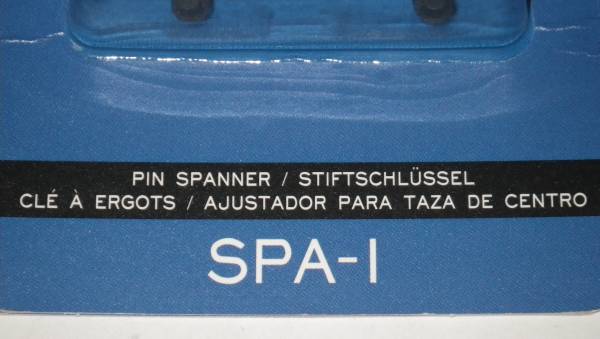 PIN SPANNER / STIFTSCHLÜSSEL
CLÉ À ERGOTS / AJUSTADOR PARA TAZA DE CENTRO
SPA-1